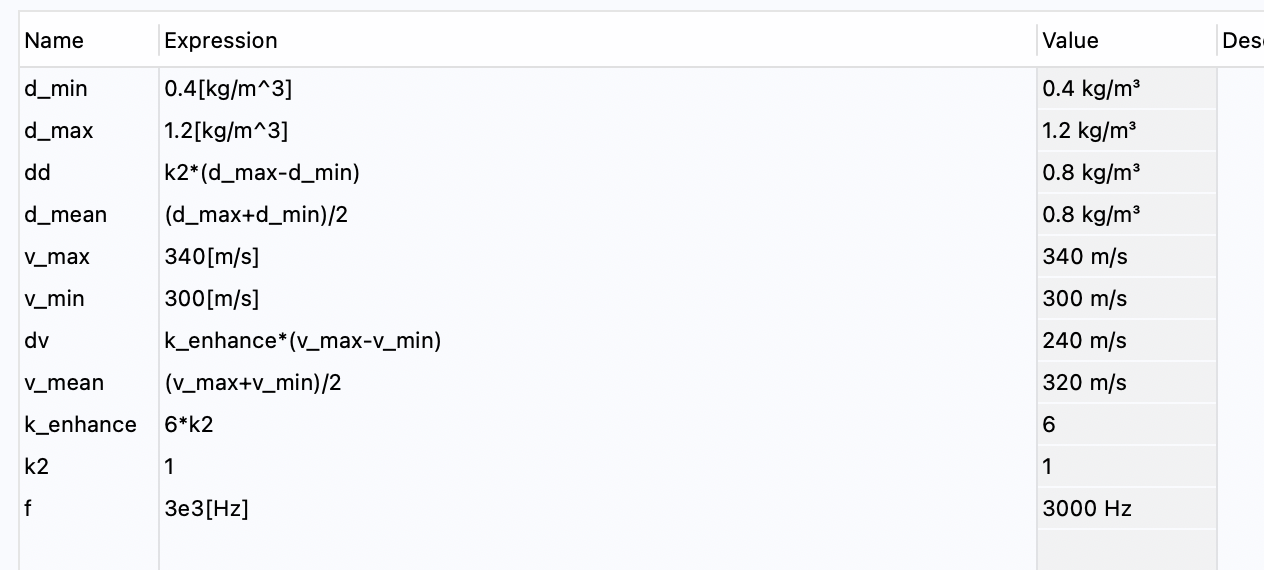 Name Expression Value Des
d_min 0.4[kg/m^3] 0.4 kg/m³
d_max 1.2[kg/m^3] 1.2 kg/m³
dd k2*(d_max-d_min) 0.8 kg/m³
d_mean (d_max+d_min)/2 0.8 kg/m³
v_max 340[m/s] 340 m/s
v_min 300[m/s] 300 m/s
dv k_enhance*(v_max-v_min) 240 m/s
v_mean (v_max+v_min)/2 320 m/s
k_enhance 6*k2 6
k2 1 1
f 3e3[Hz] 3000 Hz